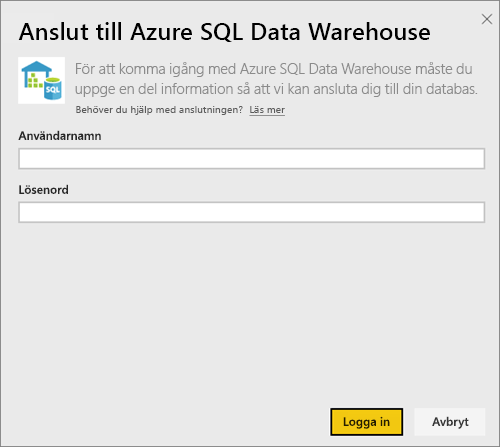 Anslut till Azure SQL Data Warehouse
För att komma igång med Azure SQL Data Warehouse måste du
uppge en del information så att vi kan ansluta dig till din databas.
Behöver du hjälp med anslutningen? Läs mer
SQL
Användarnamn
Lösenord
Logga in
Avbryt